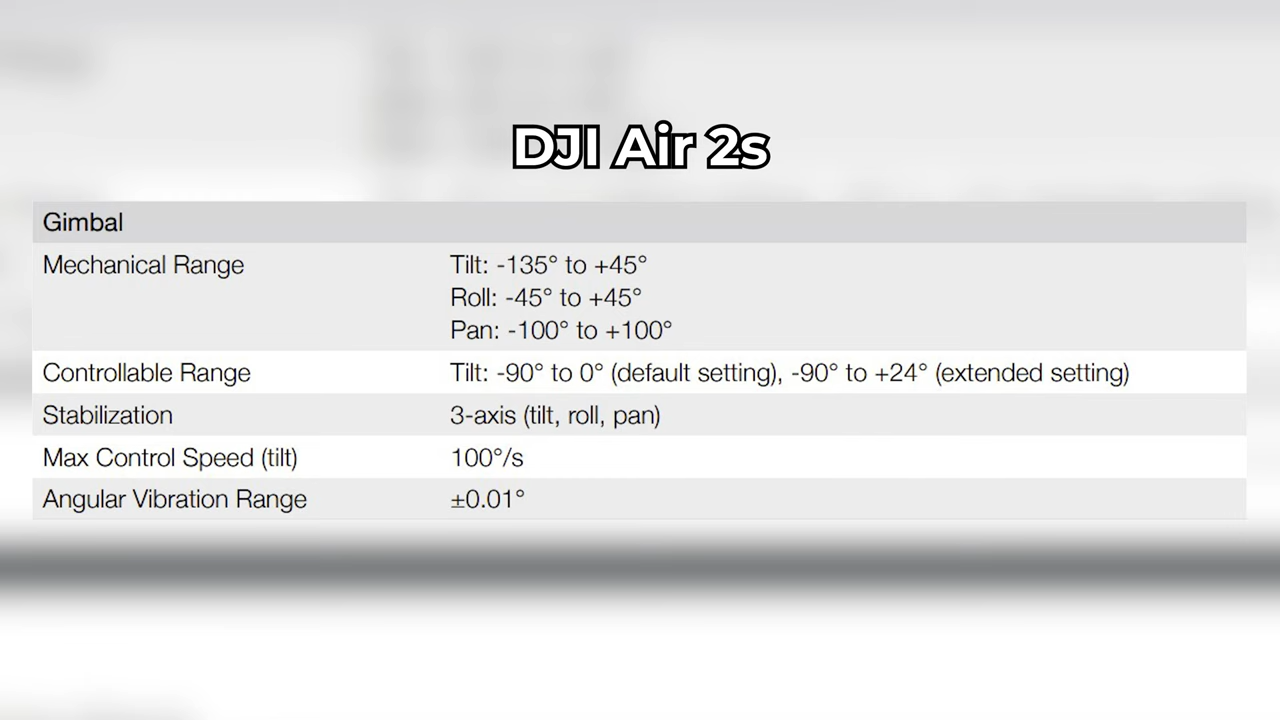 DJI Air 2s
Gimbal
Mechanical Range
Tilt: -135° to +45°
Roll: -45° to +45°
Pan: -100° to +100°
Controllable Range
Tilt: -90° to 0° (default setting), -90° to +24° (extended setting)
Stabilization
3-axis (tilt, roll, pan)
Max Control Speed (tilt)
100°/s
Angular Vibration Range
±0.01°